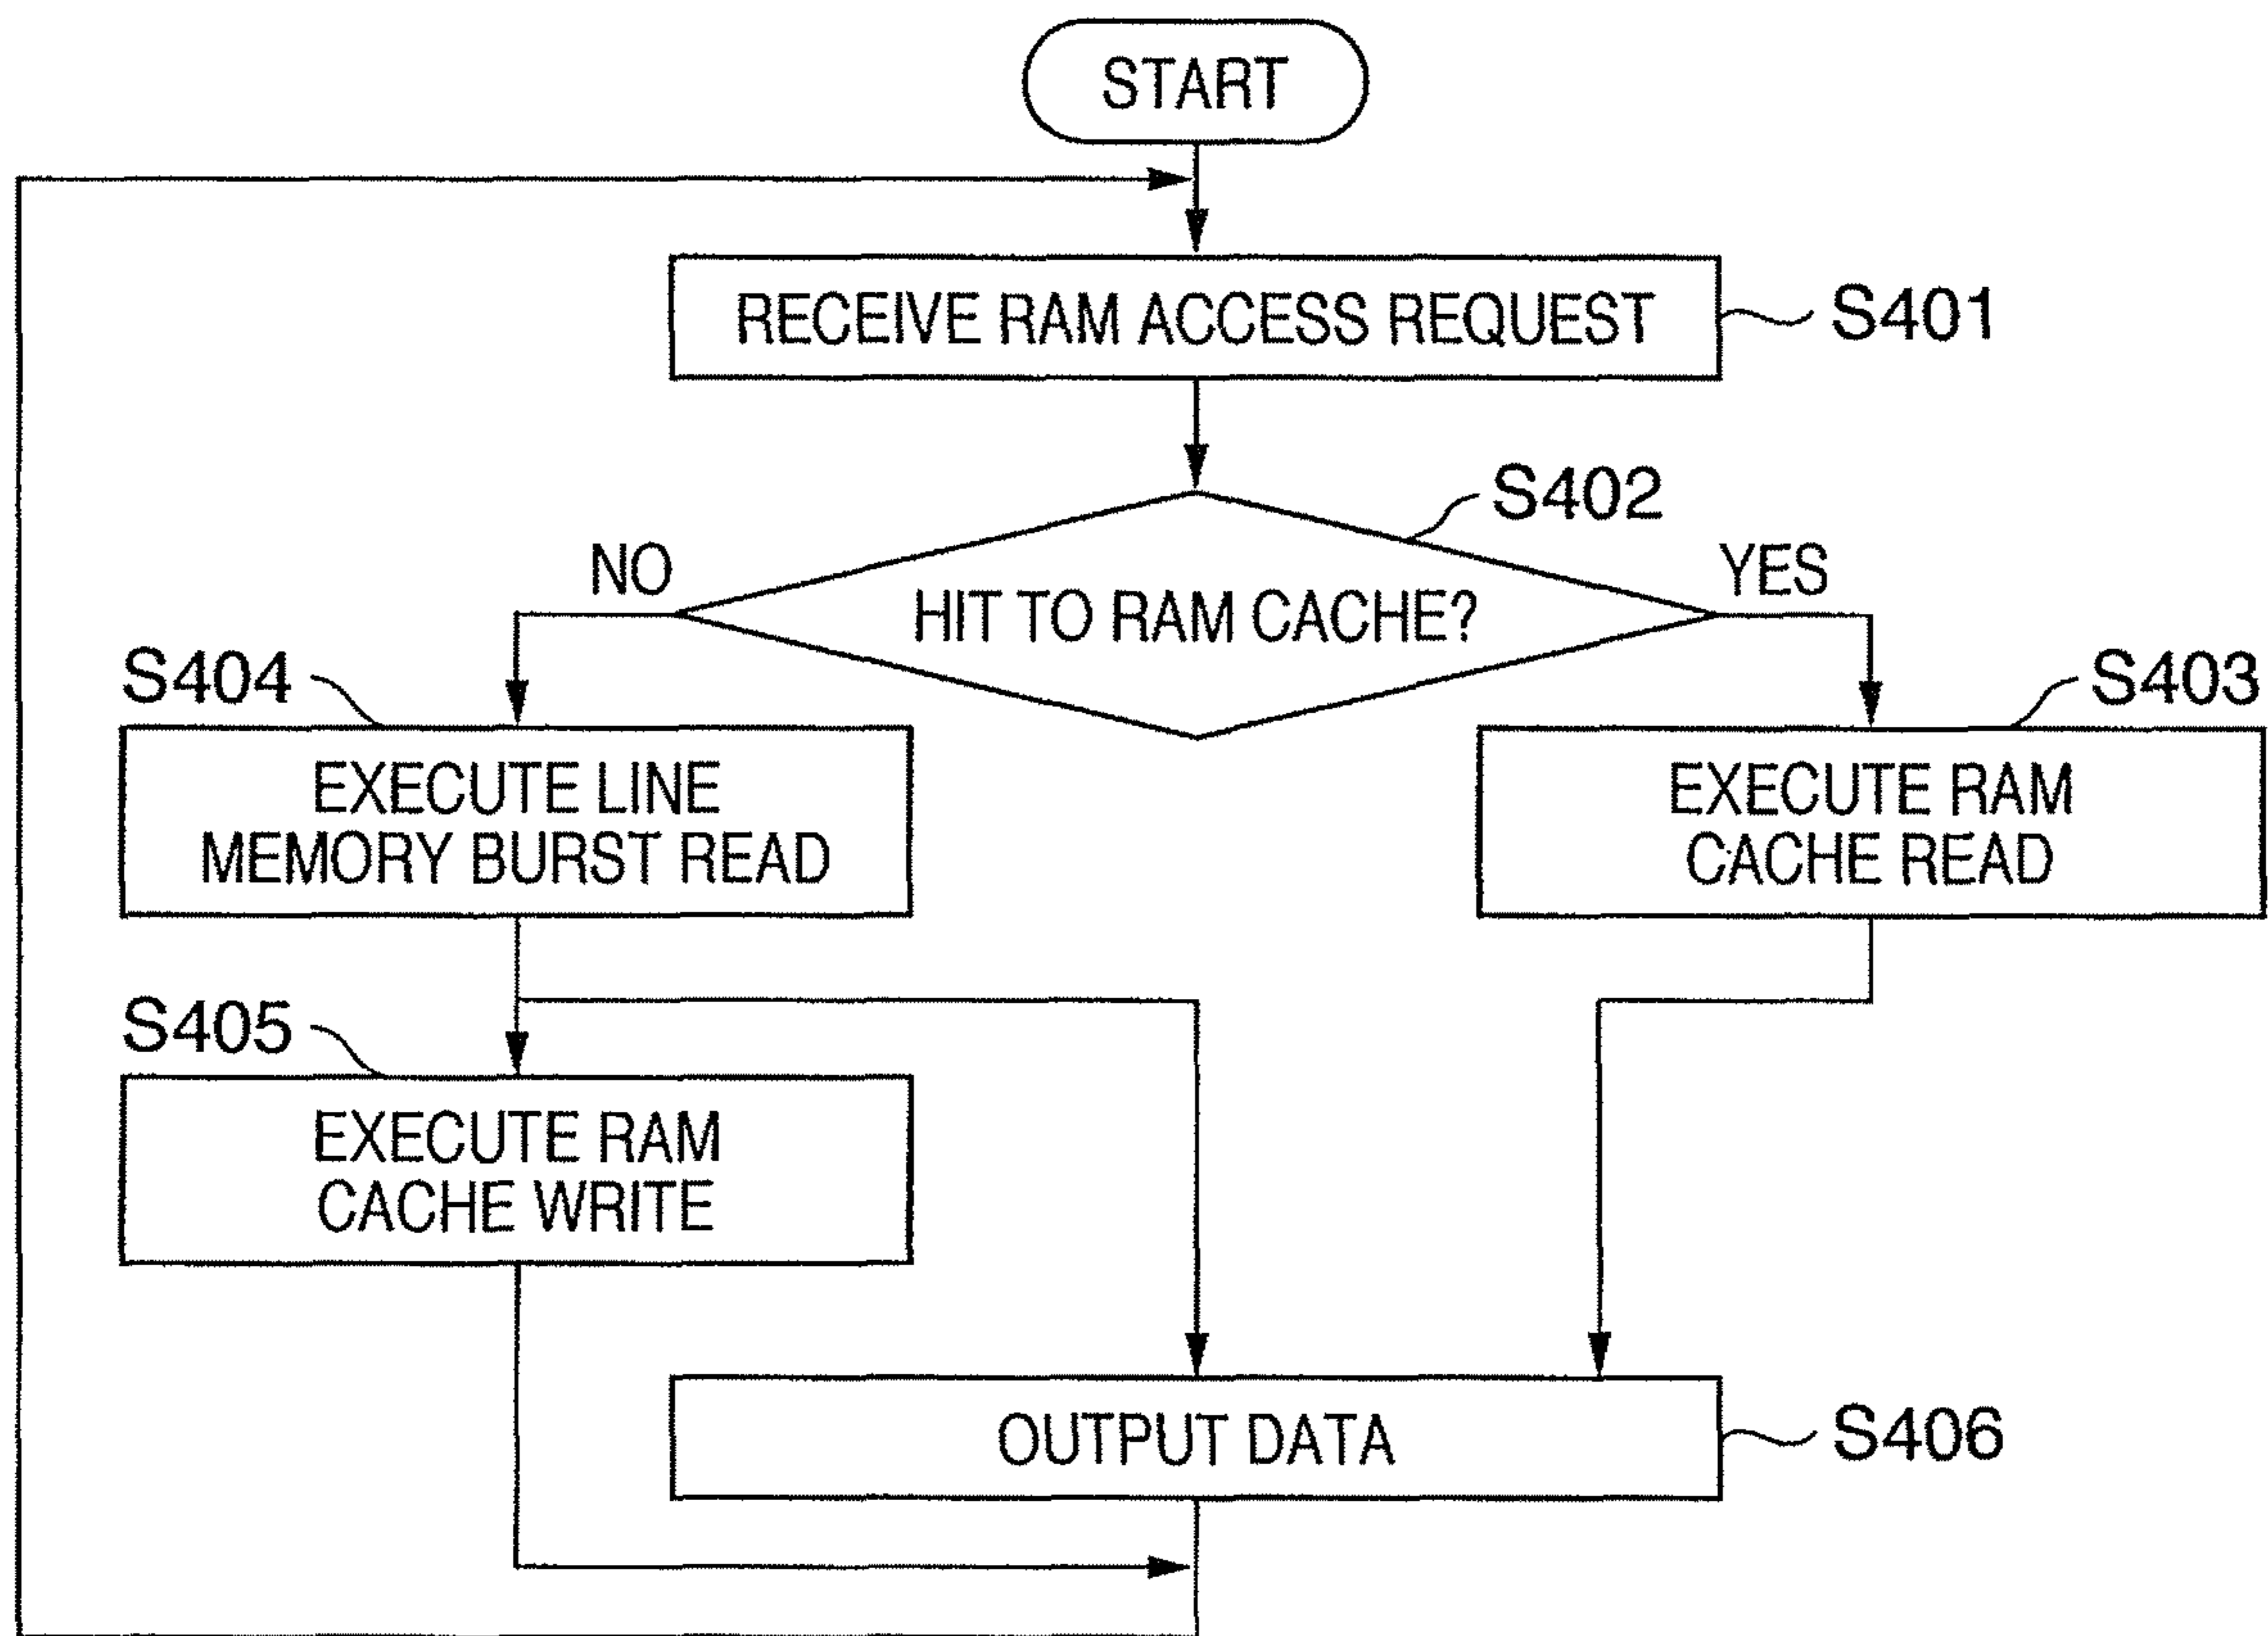 START
RECEIVE RAM ACCESS REQUEST
S401
S402
NO
HIT TO RAM CACHE?
YES
S404
S403
EXECUTE LINE
MEMORY BURST READ
EXECUTE RAM
CACHE READ
S405
EXECUTE RAM
CACHE WRITE
OUTPUT DATA
S406